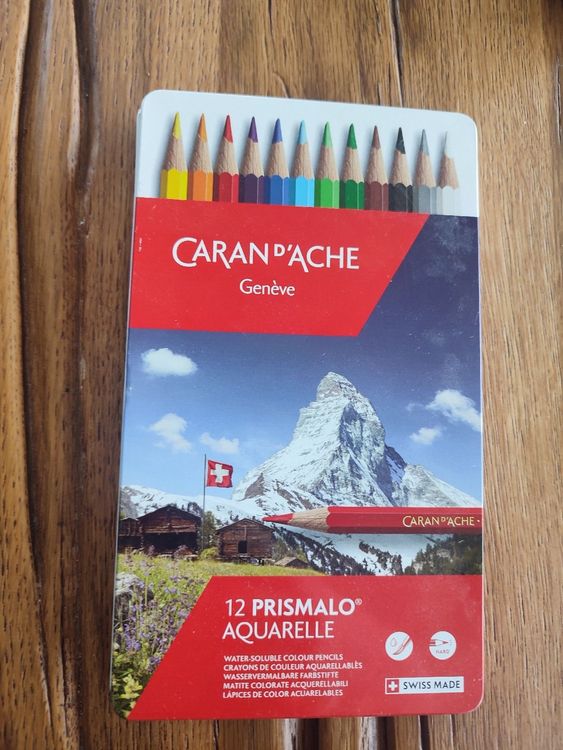 CARAN D'ACHE
Genève
CARAN D'ACHE
12 PRISMALO®
AQUARELLE
WATER-SOLUBLE COLOUR PENCILS
CRAYONS DE COULEUR AQUARELLABLES
WASSERVERMALBARE FARBSTIFTE
MATITE COLORATE ACQUERELLABILI
LÁPICES DE COLOR ACUARELABLES
HARD
SWISS MADE